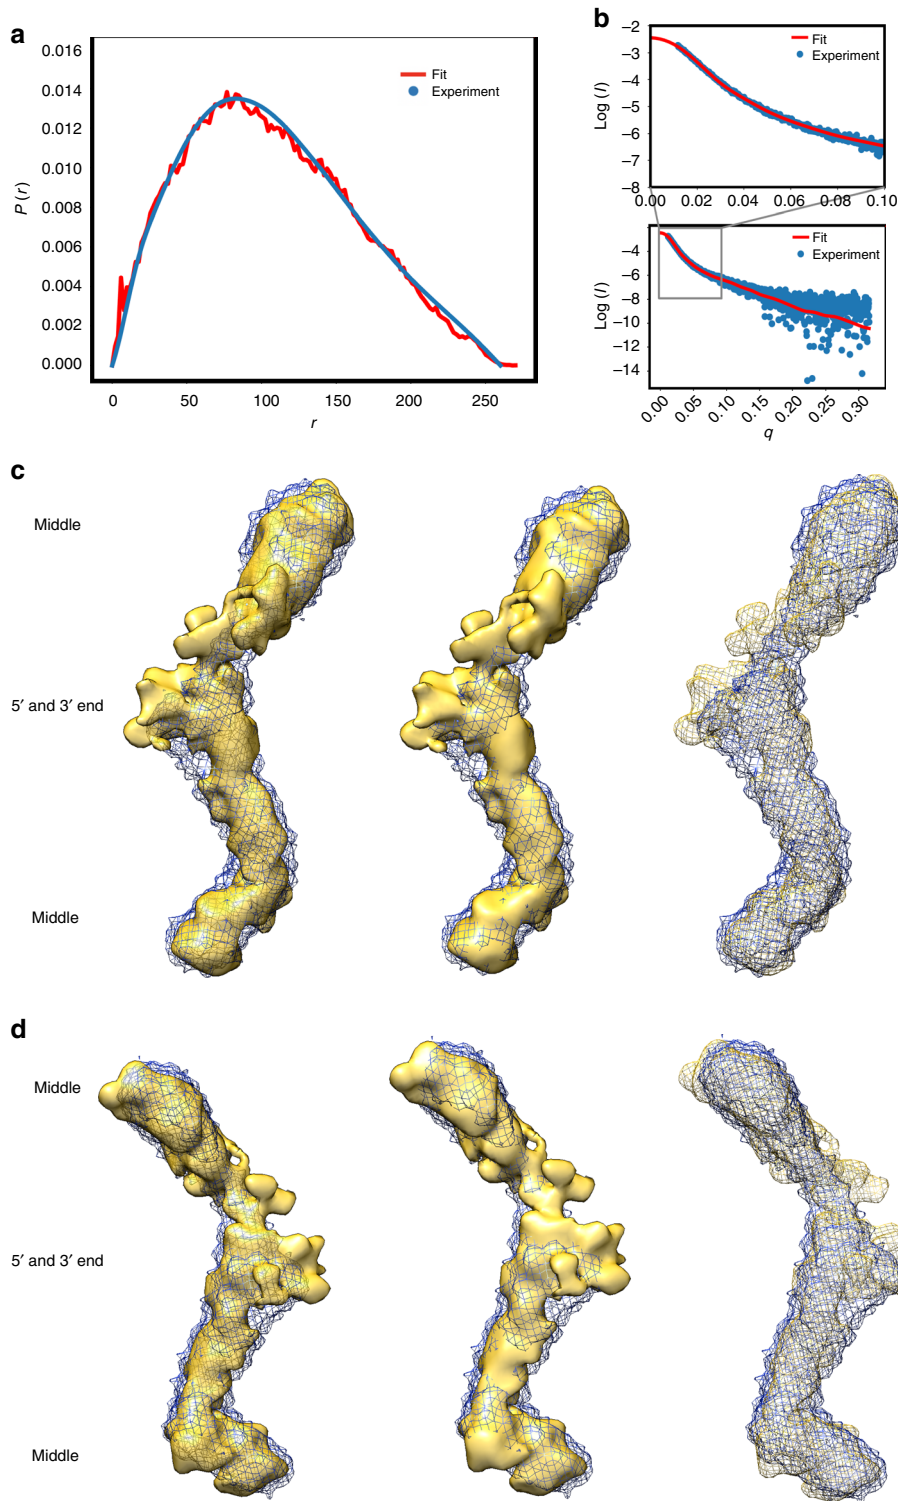 a
P (r)
0.016
0.014
0.012
0.010
0.008
0.006
0.004
0.002
0.000
Fit
Experiment
0 50 100 150 200 250
r
b
Log (I)
−2
−3
−4
−5
−6
−7
−8
Fit
Experiment
0.00 0.02 0.04 0.06 0.08 0.10
Log (I)
−4
−6
−8
−10
−12
−14
Fit
Experiment
0.00 0.05 0.10 0.15 0.20 0.25 0.30
q
c
Middle
5′ and 3′ end
Middle
d
Middle
5′ and 3′ end
Middle